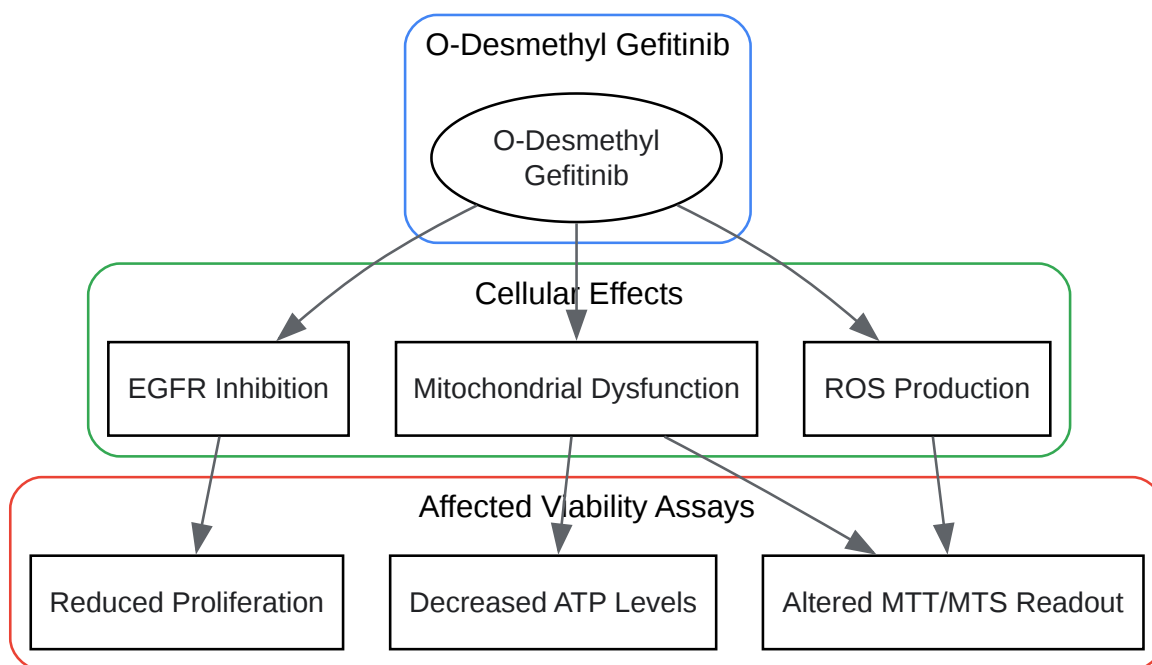 O-Desmethyl Gefitinib
O-Desmethyl
Gefitinib
Cellular Effects
EGFR Inhibition
Mitochondrial Dysfunction
ROS Production
Affected Viability Assays
Reduced Proliferation
Decreased ATP Levels
Altered MTT/MTS Readout